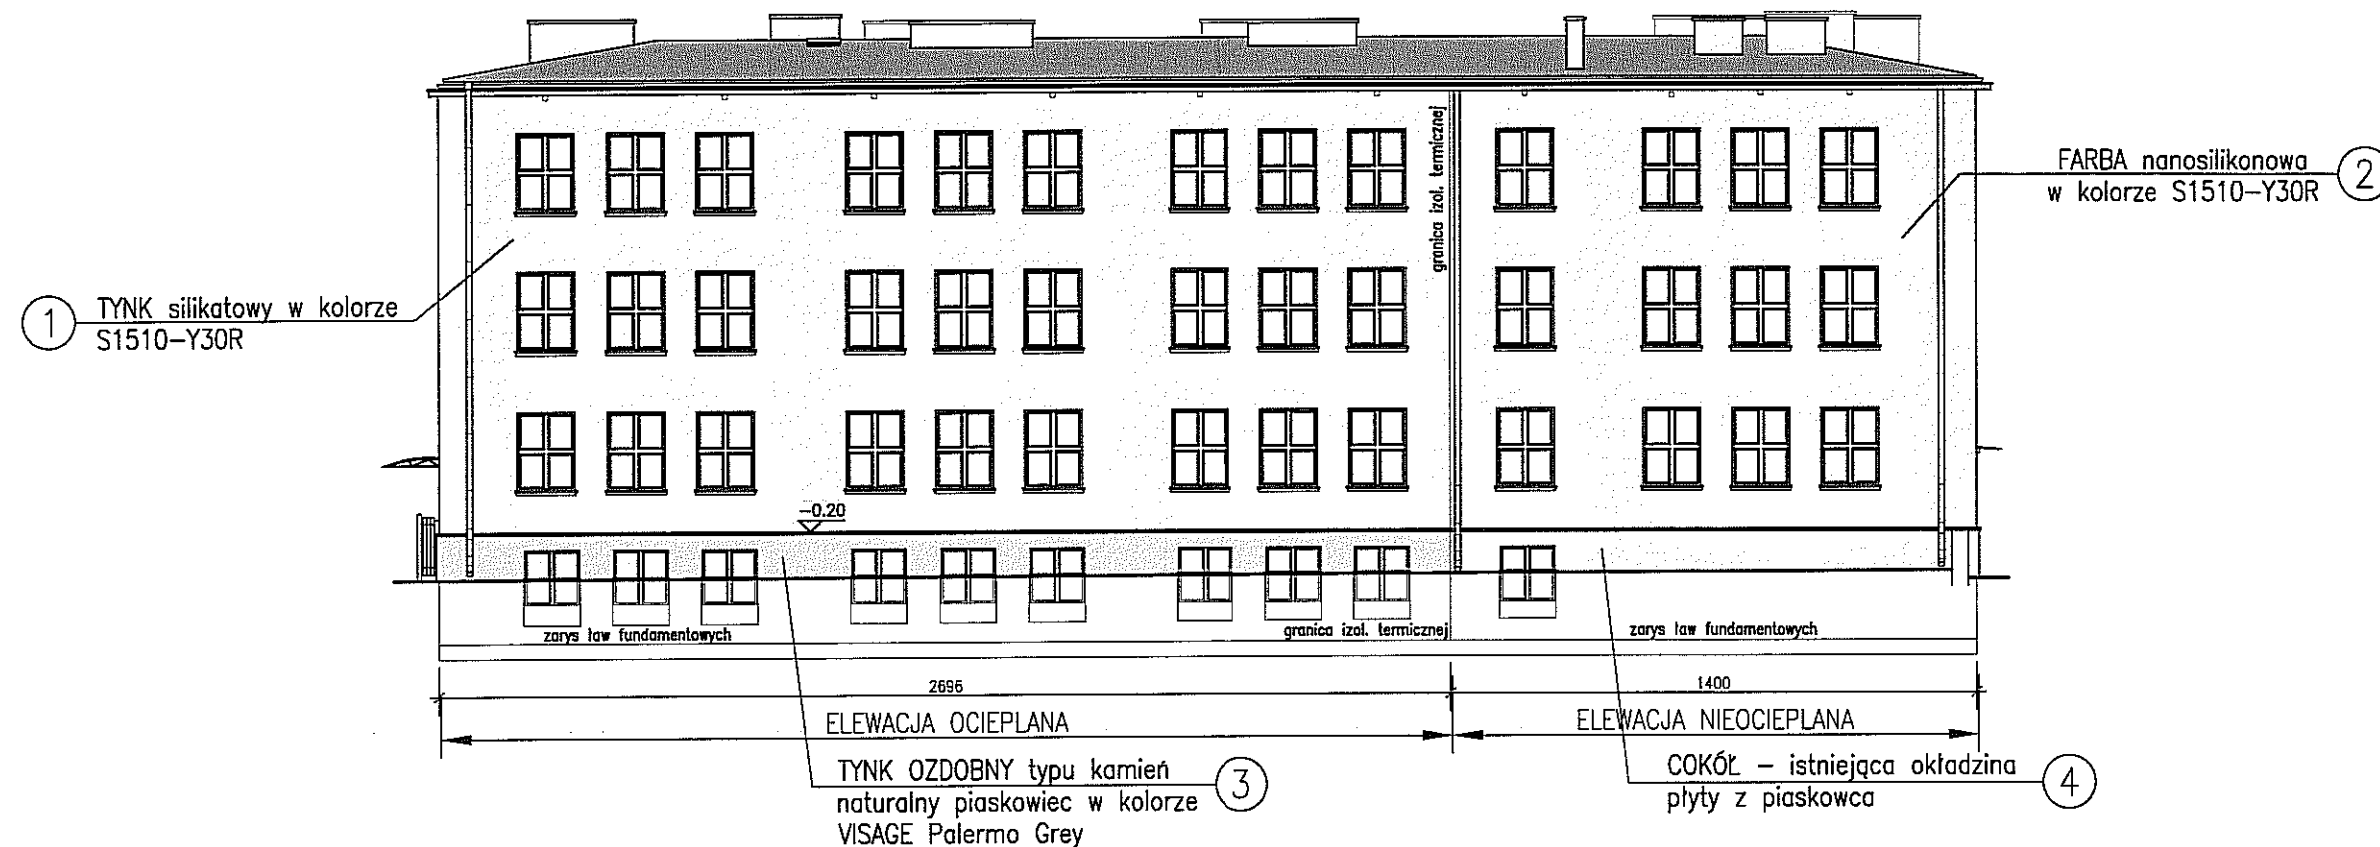 granica izol. termicznej
FARBA nanosilikonowa
w kolorze S1510-Y30R
2
1
TYNK silikatowy w kolorze
S1510-Y30R
-0.20
zarys ław fundamentowych
granica izol. termicznej
zarys ław fundamentowych
2696
1400
ELEWACJA OCIEPLANA
ELEWACJA NIEOCIEPLANA
TYNK OZDOBNY typu kamień
naturalny piaskowiec w kolorze
VISAGE Palermo Grey
3
COKÓŁ – istniejąca okładzina
płyty z piaskowca
4